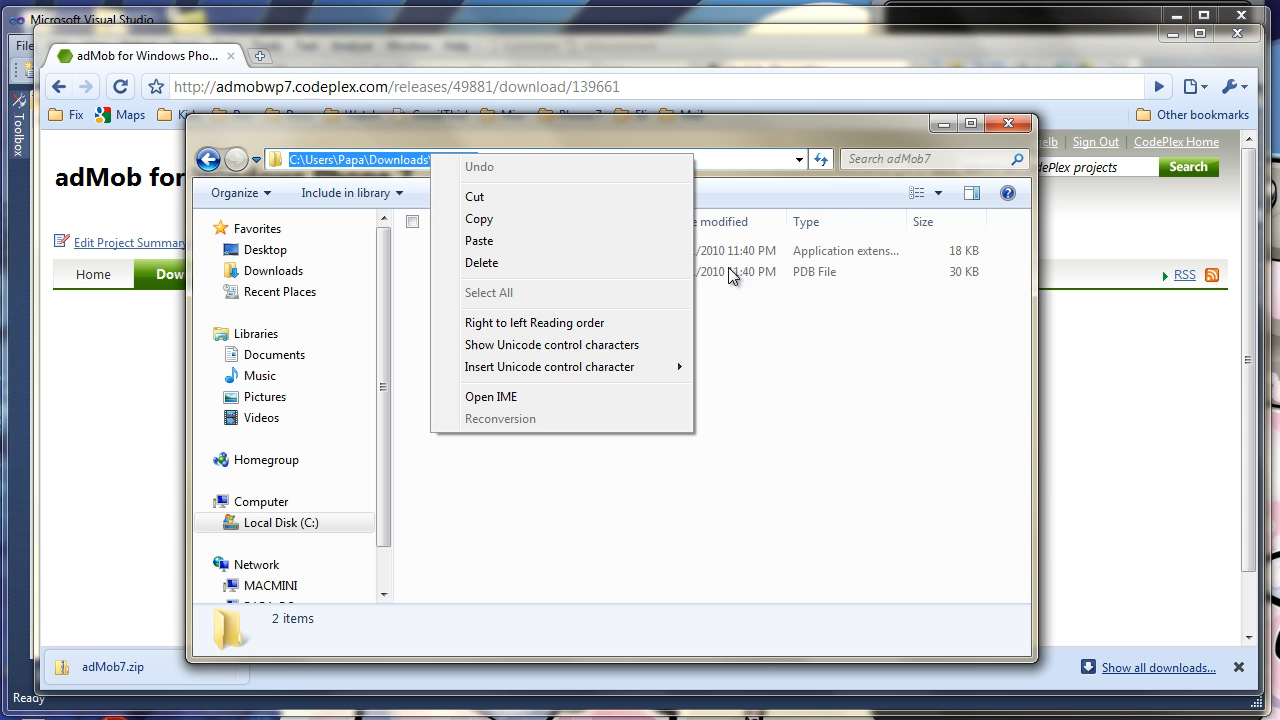 Microsoft Visual Studio
File
adMob for Windows Pho...
http://admobwp7.codeplex.com/releases/49881/download/139661
Fix
Maps
Other bookmarks
Toolbox
Sign Out
CodePlex Home
adMob for
Search
Edit Project Summary
Home
RSS
C:\Users\Papa\Downloads\
Search adMob7
Organize
Include in library
modified
Type
Size
/2010 11:40 PM
Application extens...
18 KB
PDB File
30 KB
Favorites
Desktop
Downloads
Recent Places
Libraries
Documents
Music
Pictures
Videos
Homegroup
Computer
Local Disk (C:)
Network
MACMINI
2 items
Undo
Cut
Copy
Paste
Delete
Select All
Right to left Reading order
Show Unicode control characters
Insert Unicode control character
Open IME
Reconversion
adMob7.zip
Show all downloads...
Ready